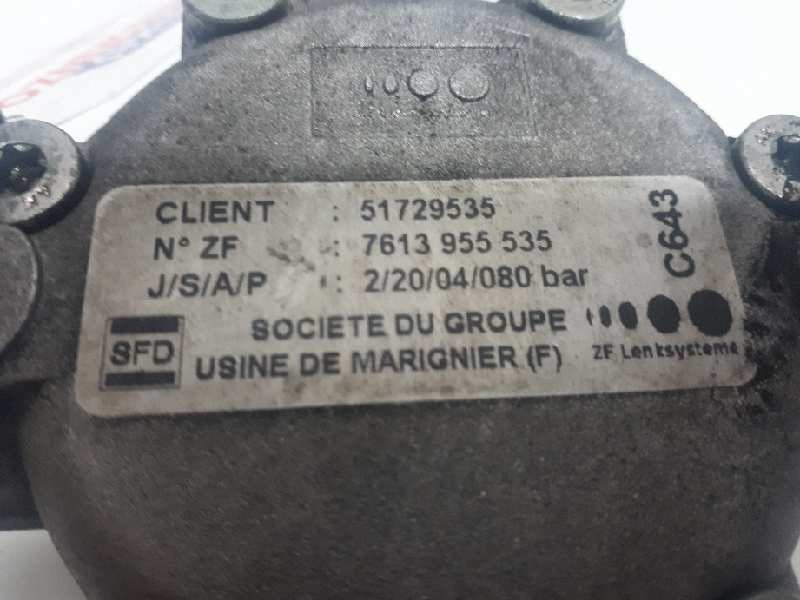 CLIENT : 51729535
N° ZF : 7613 955 535
J/S/A/P : 2/20/04/080 bar
C643
SFD
SOCIETE DU GROUPE
USINE DE MARIGNIER (F)
ZF Lenksysteme